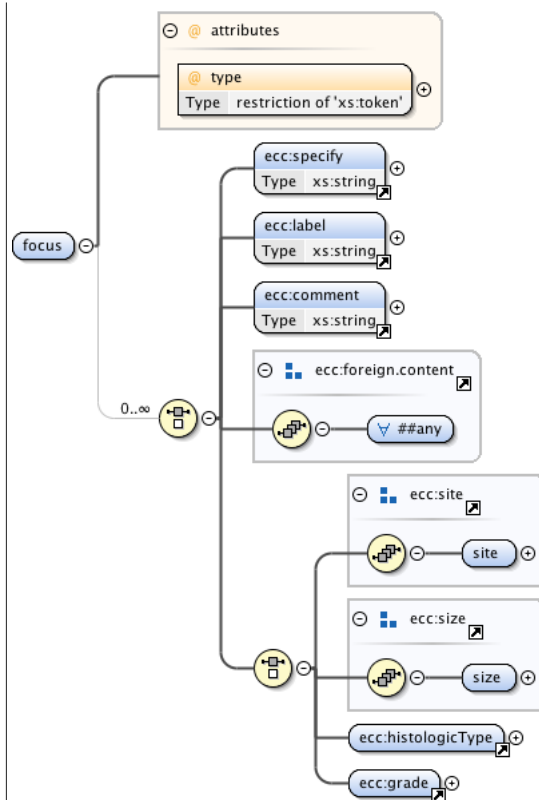 @ attributes
@ type
Type restriction of 'xs:token'
ecc:specify
Type xs:string
ecc:label
Type xs:string
focus
ecc:comment
Type xs:string
ecc:foreign.content
0..∞
∀ ##any
ecc:site
site
ecc:size
size
ecc:histologicType
ecc:grade